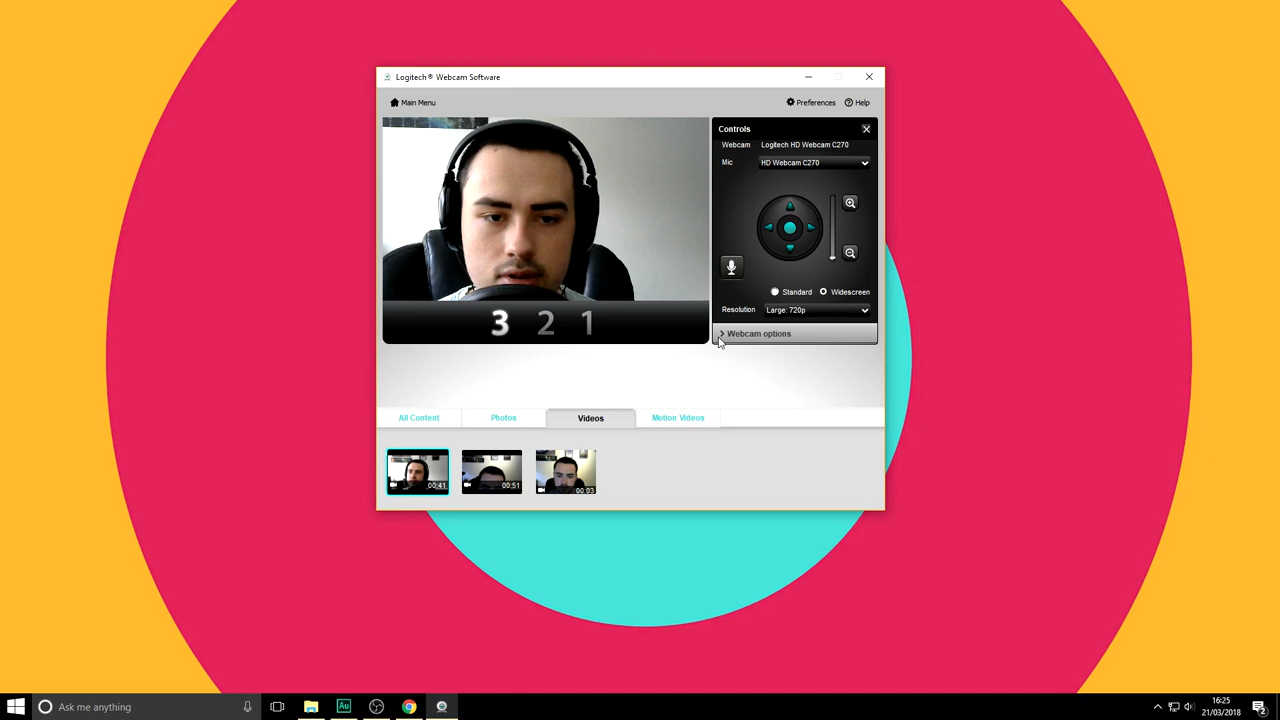 Logitech® Webcam Software
Main Menu
Preferences
Help
Controls
Webcam Logitech HD Webcam C270
Mic HD Webcam C270
Standard Widescreen
Resolution Large: 720p
Webcam options
3 2 1
All Content
Photos
Videos
Motion Videos
00:41
00:51
00:03
Ask me anything
Au
16:25
21/03/2018
2